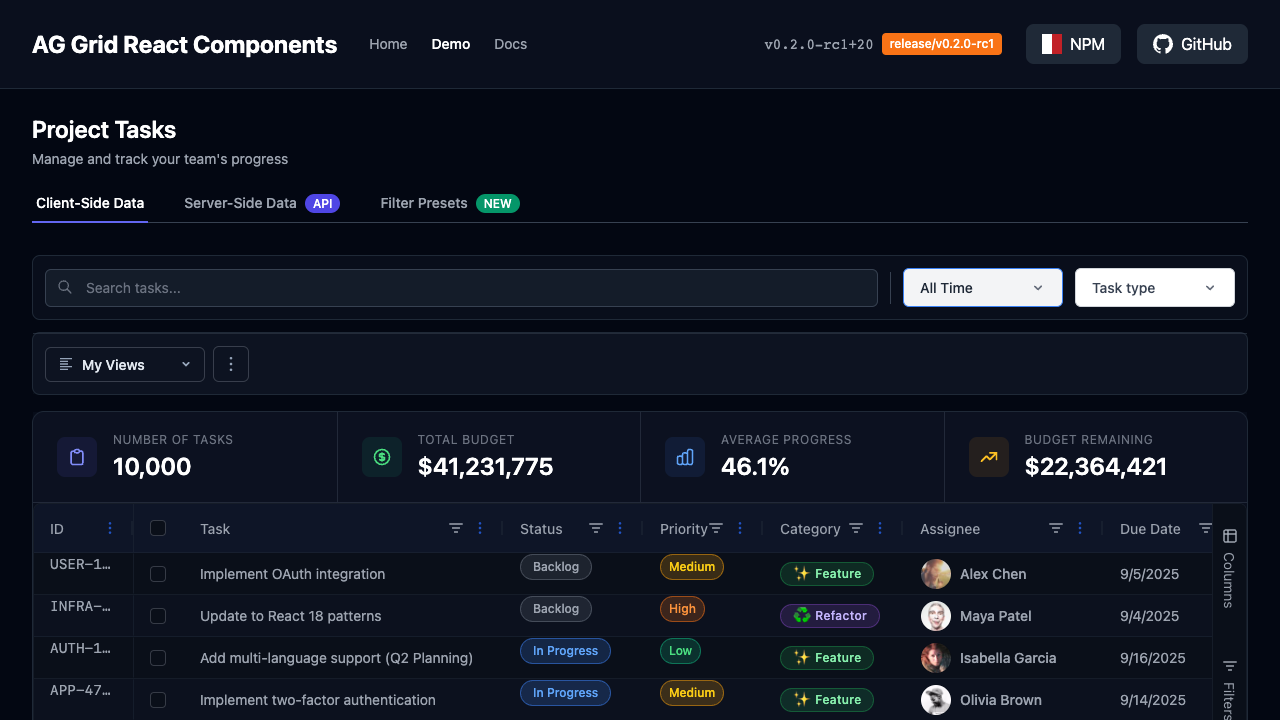 AG Grid React Components Home Demo Docs v0.2.0-rc1+20 release/v0.2.0-rc1 NPM GitHub
Project Tasks
Manage and track your team's progress
Client-Side Data Server-Side Data API Filter Presets NEW
Search tasks... All Time Task type
My Views
NUMBER OF TASKS TOTAL BUDGET AVERAGE PROGRESS BUDGET REMAINING
10,000 $41,231,775 46.1% $22,364,421
ID Task Status Priority Category Assignee Due Date
USER-1… Implement OAuth integration Backlog Medium ✨ Feature Alex Chen 9/5/2025
INFRA-… Update to React 18 patterns Backlog High ♻️ Refactor Maya Patel 9/4/2025
AUTH-1… Add multi-language support (Q2 Planning) In Progress Low ✨ Feature Isabella Garcia 9/16/2025
APP-47… Implement two-factor authentication In Progress Medium ✨ Feature Olivia Brown 9/14/2025
Columns
Filters